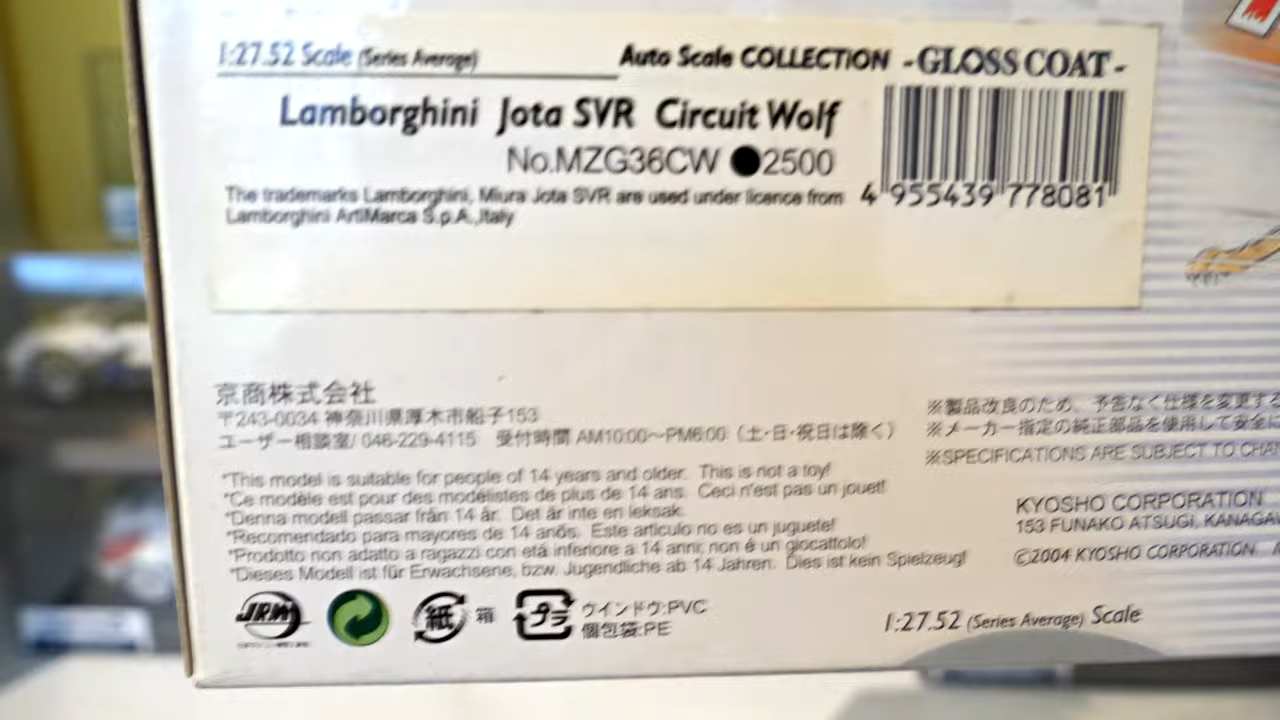 1:27.52 Scale (Series Average)
Auto Scale COLLECTION -GLOSS COAT-
Lamborghini Jota SVR Circuit Wolf
No.MZG36CW ●2500
The trademarks Lamborghini, Miura Jota SVR are used under licence from
Lamborghini ArtiMarca S.p.A.,Italy
4 955439 778081
京商株式会社
〒243-0034 神奈川県厚木市船子153
ユーザー相談室/ 046-229-4115 受付時間 AM10:00〜PM6:00（土・日・祝日は除く）
※製品改良のため、予告なく仕様を変更する
※メーカー指定の純正部品を使用して安全に
※SPECIFICATIONS ARE SUBJECT TO CHAN
*This model is suitable for people of 14 years and older. This is not a toy!
*Ce modèle est pour des modélistes de plus de 14 ans. Ceci n'est pas un jouet!
*Denna modell passar från 14 år. Det är inte en leksak.
*Recomendado para mayores de 14 anõs. Este articulo no es un juguete!
*Prodotto non adatto a ragazzi con etá inferiore a 14 anni; non é un giocattolo!
*Dieses Modell ist für Erwachsene, bzw. Jugendliche ab 14 Jahren. Dies ist kein Spielzeug!
KYOSHO CORPORATION
153 FUNAKO ATSUGI, KANAGAW
©2004 KYOSHO CORPORATION
JRM
紙 箱
プラ ウインドウ:PVC
個包袋:PE
1:27.52 (Series Average) Scale